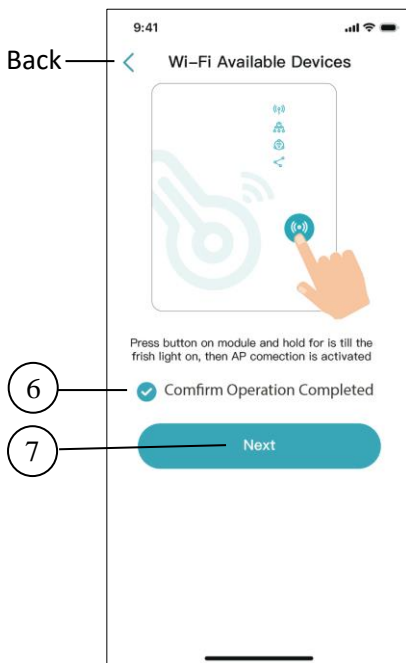 9:41
Back
Wi-Fi Available Devices
Press button on module and hold for is till the
frish light on, then AP comection is activated
6
Comfirm Operation Completed
7
Next